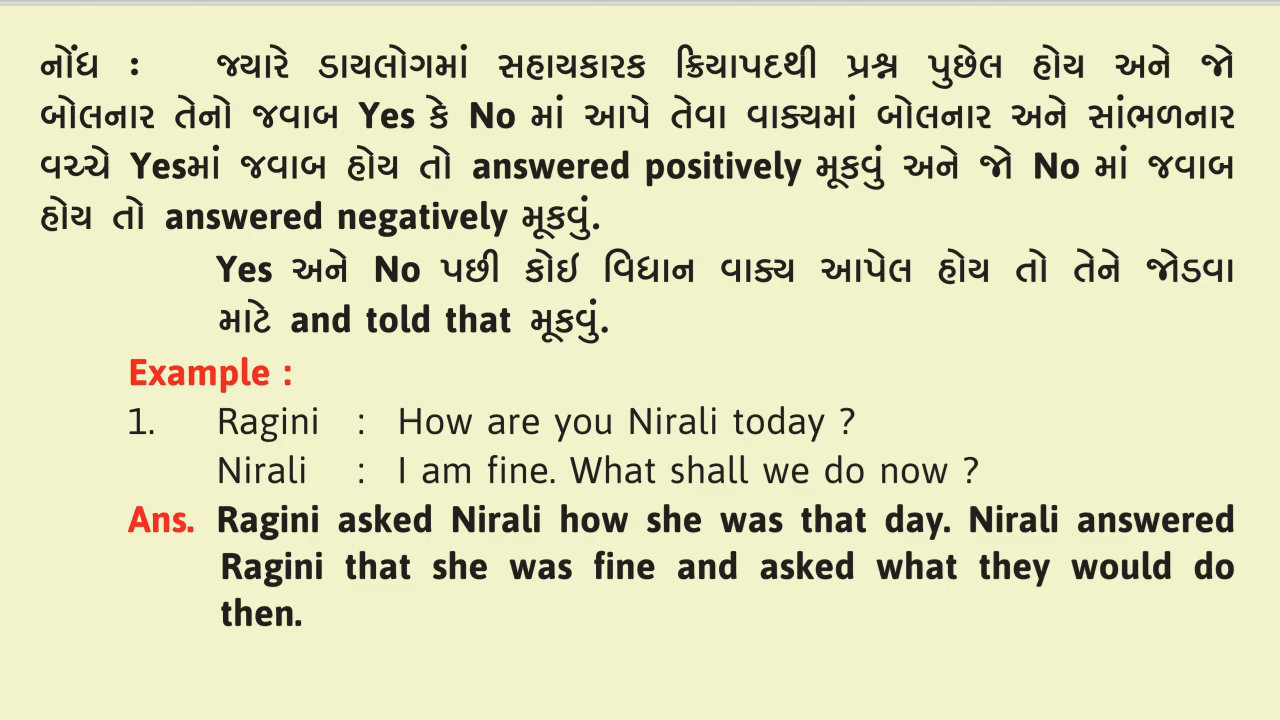 નોંધ : જ્યારે ડાયલોગમાં સહાયકારક ક્રિયાપદથી પ્રશ્ન પુછેલ હોય અને જો
બોલનાર તેનો જવાબ Yes કે No માં આપે તેવા વાક્યમાં બોલનાર અને સાંભળનાર
વચ્ચે Yesમાં જવાબ હોય તો answered positively મૂકવું અને જો No માં જવાબ
હોય તો answered negatively મૂકવું.
Yes અને No પછી કોઈ વિધાન વાક્ય આપેલ હોય તો તેને જોડવા
માટે and told that મૂકવું.
Example :
1. Ragini : How are you Nirali today ?
Nirali : I am fine. What shall we do now ?
Ans. Ragini asked Nirali how she was that day. Nirali answered
Ragini that she was fine and asked what they would do
then.